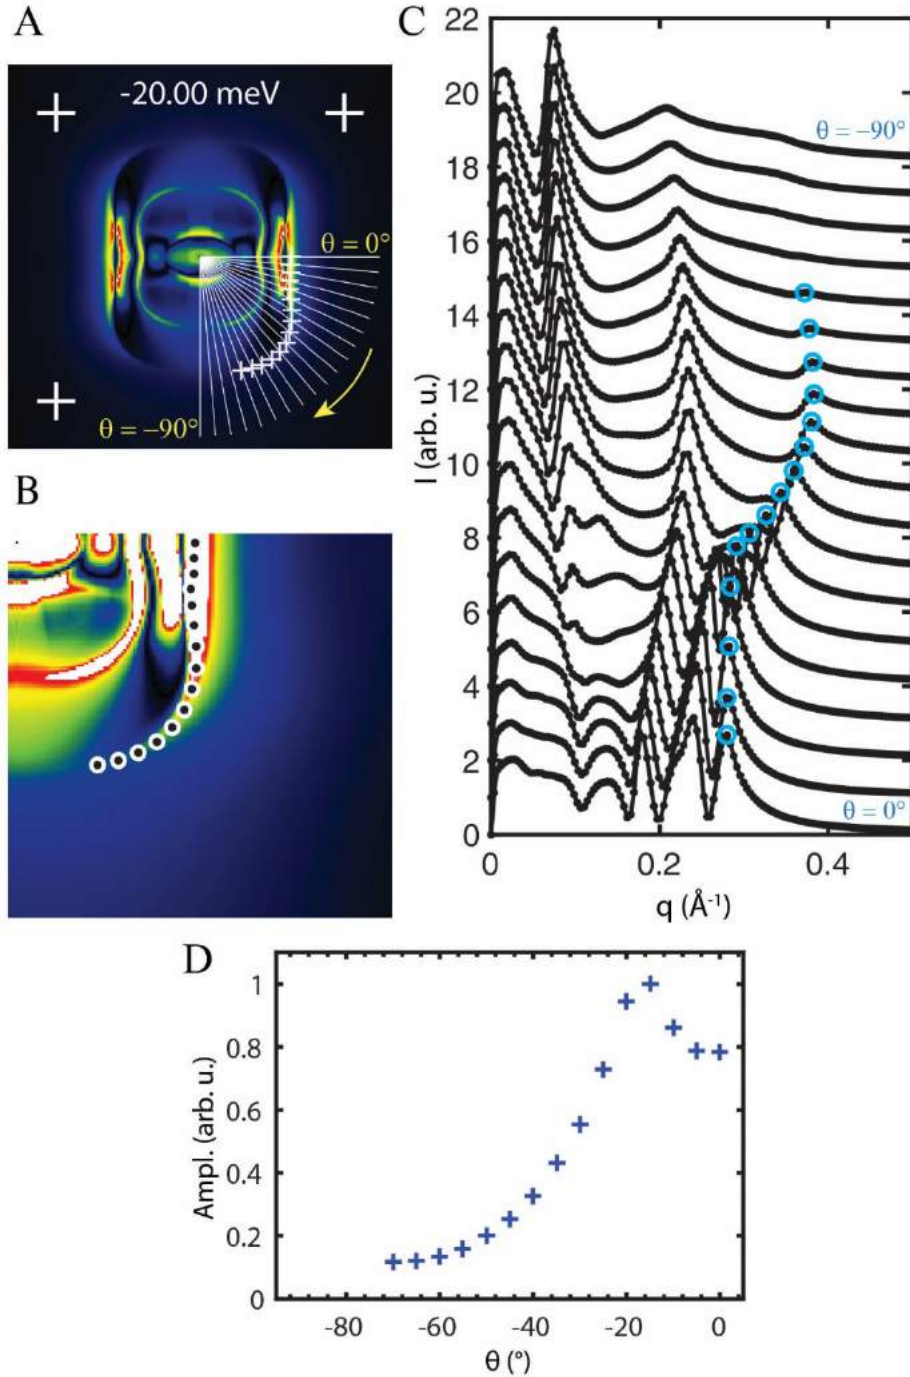 A
-20.00 meV
θ = 0°
θ = −90°
B
C
22
20
18
16
14
12
10
8
6
4
2
0
I (arb. u.)
θ = −90°
θ = 0°
0
0.2
0.4
q (Å⁻¹)
D
1
0.8
0.6
0.4
0.2
0
Ampl. (arb. u.)
-80
-60
-40
-20
0
θ (°)